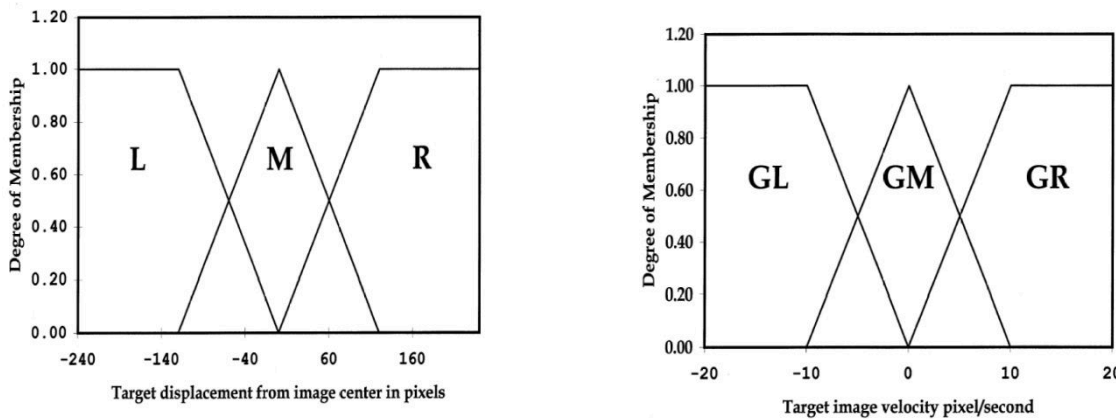 1.20
1.00
0.80
0.60
0.40
0.20
0.00
Degree of Membership
L M R
-240 -140 -40 60 160
Target displacement from image center in pixels
1.20
1.00
0.80
0.60
0.40
0.20
0.00
Degree of Membership
GL GM GR
-20 -10 0 10 20
Target image velocity pixel/second